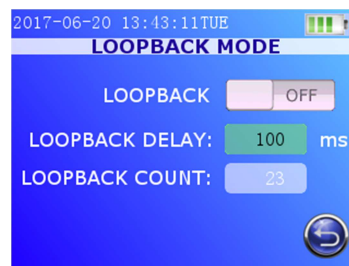 2017-06-20 13:43:11TUE
LOOPBACK MODE
LOOPBACK OFF
LOOPBACK DELAY: 100 ms
LOOPBACK COUNT: 23